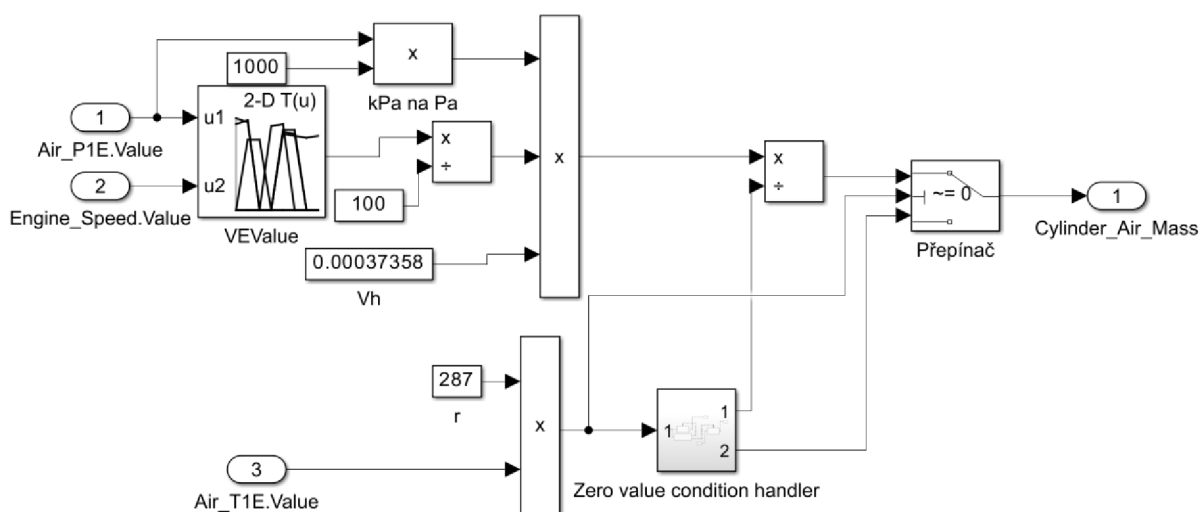 1000
x
kPa na Pa
2-D T(u)
1
u1
Air_P1E.Value
2
u2
Engine_Speed.Value
VEValue
x
÷
100
0.00037358
Vh
x
x
÷
~= 0
Přepínač
1
Cylinder_Air_Mass
287
r
x
3
Air_T1E.Value
1
1
2
Zero value condition handler